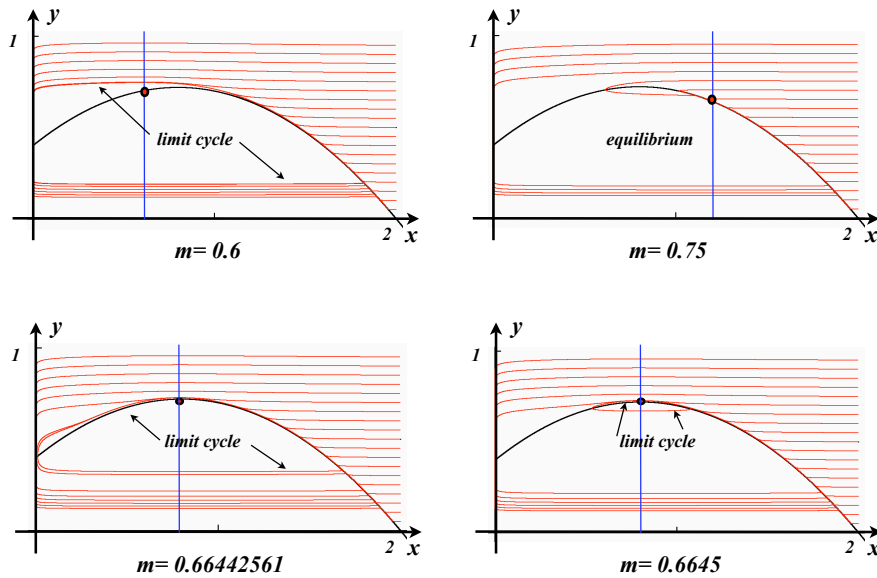 y
1
limit cycle
2
x
m= 0.6
y
1
equilibrium
2
x
m= 0.75
y
1
limit cycle
2
x
m= 0.66442561
y
1
limit cycle
2
x
m= 0.6645